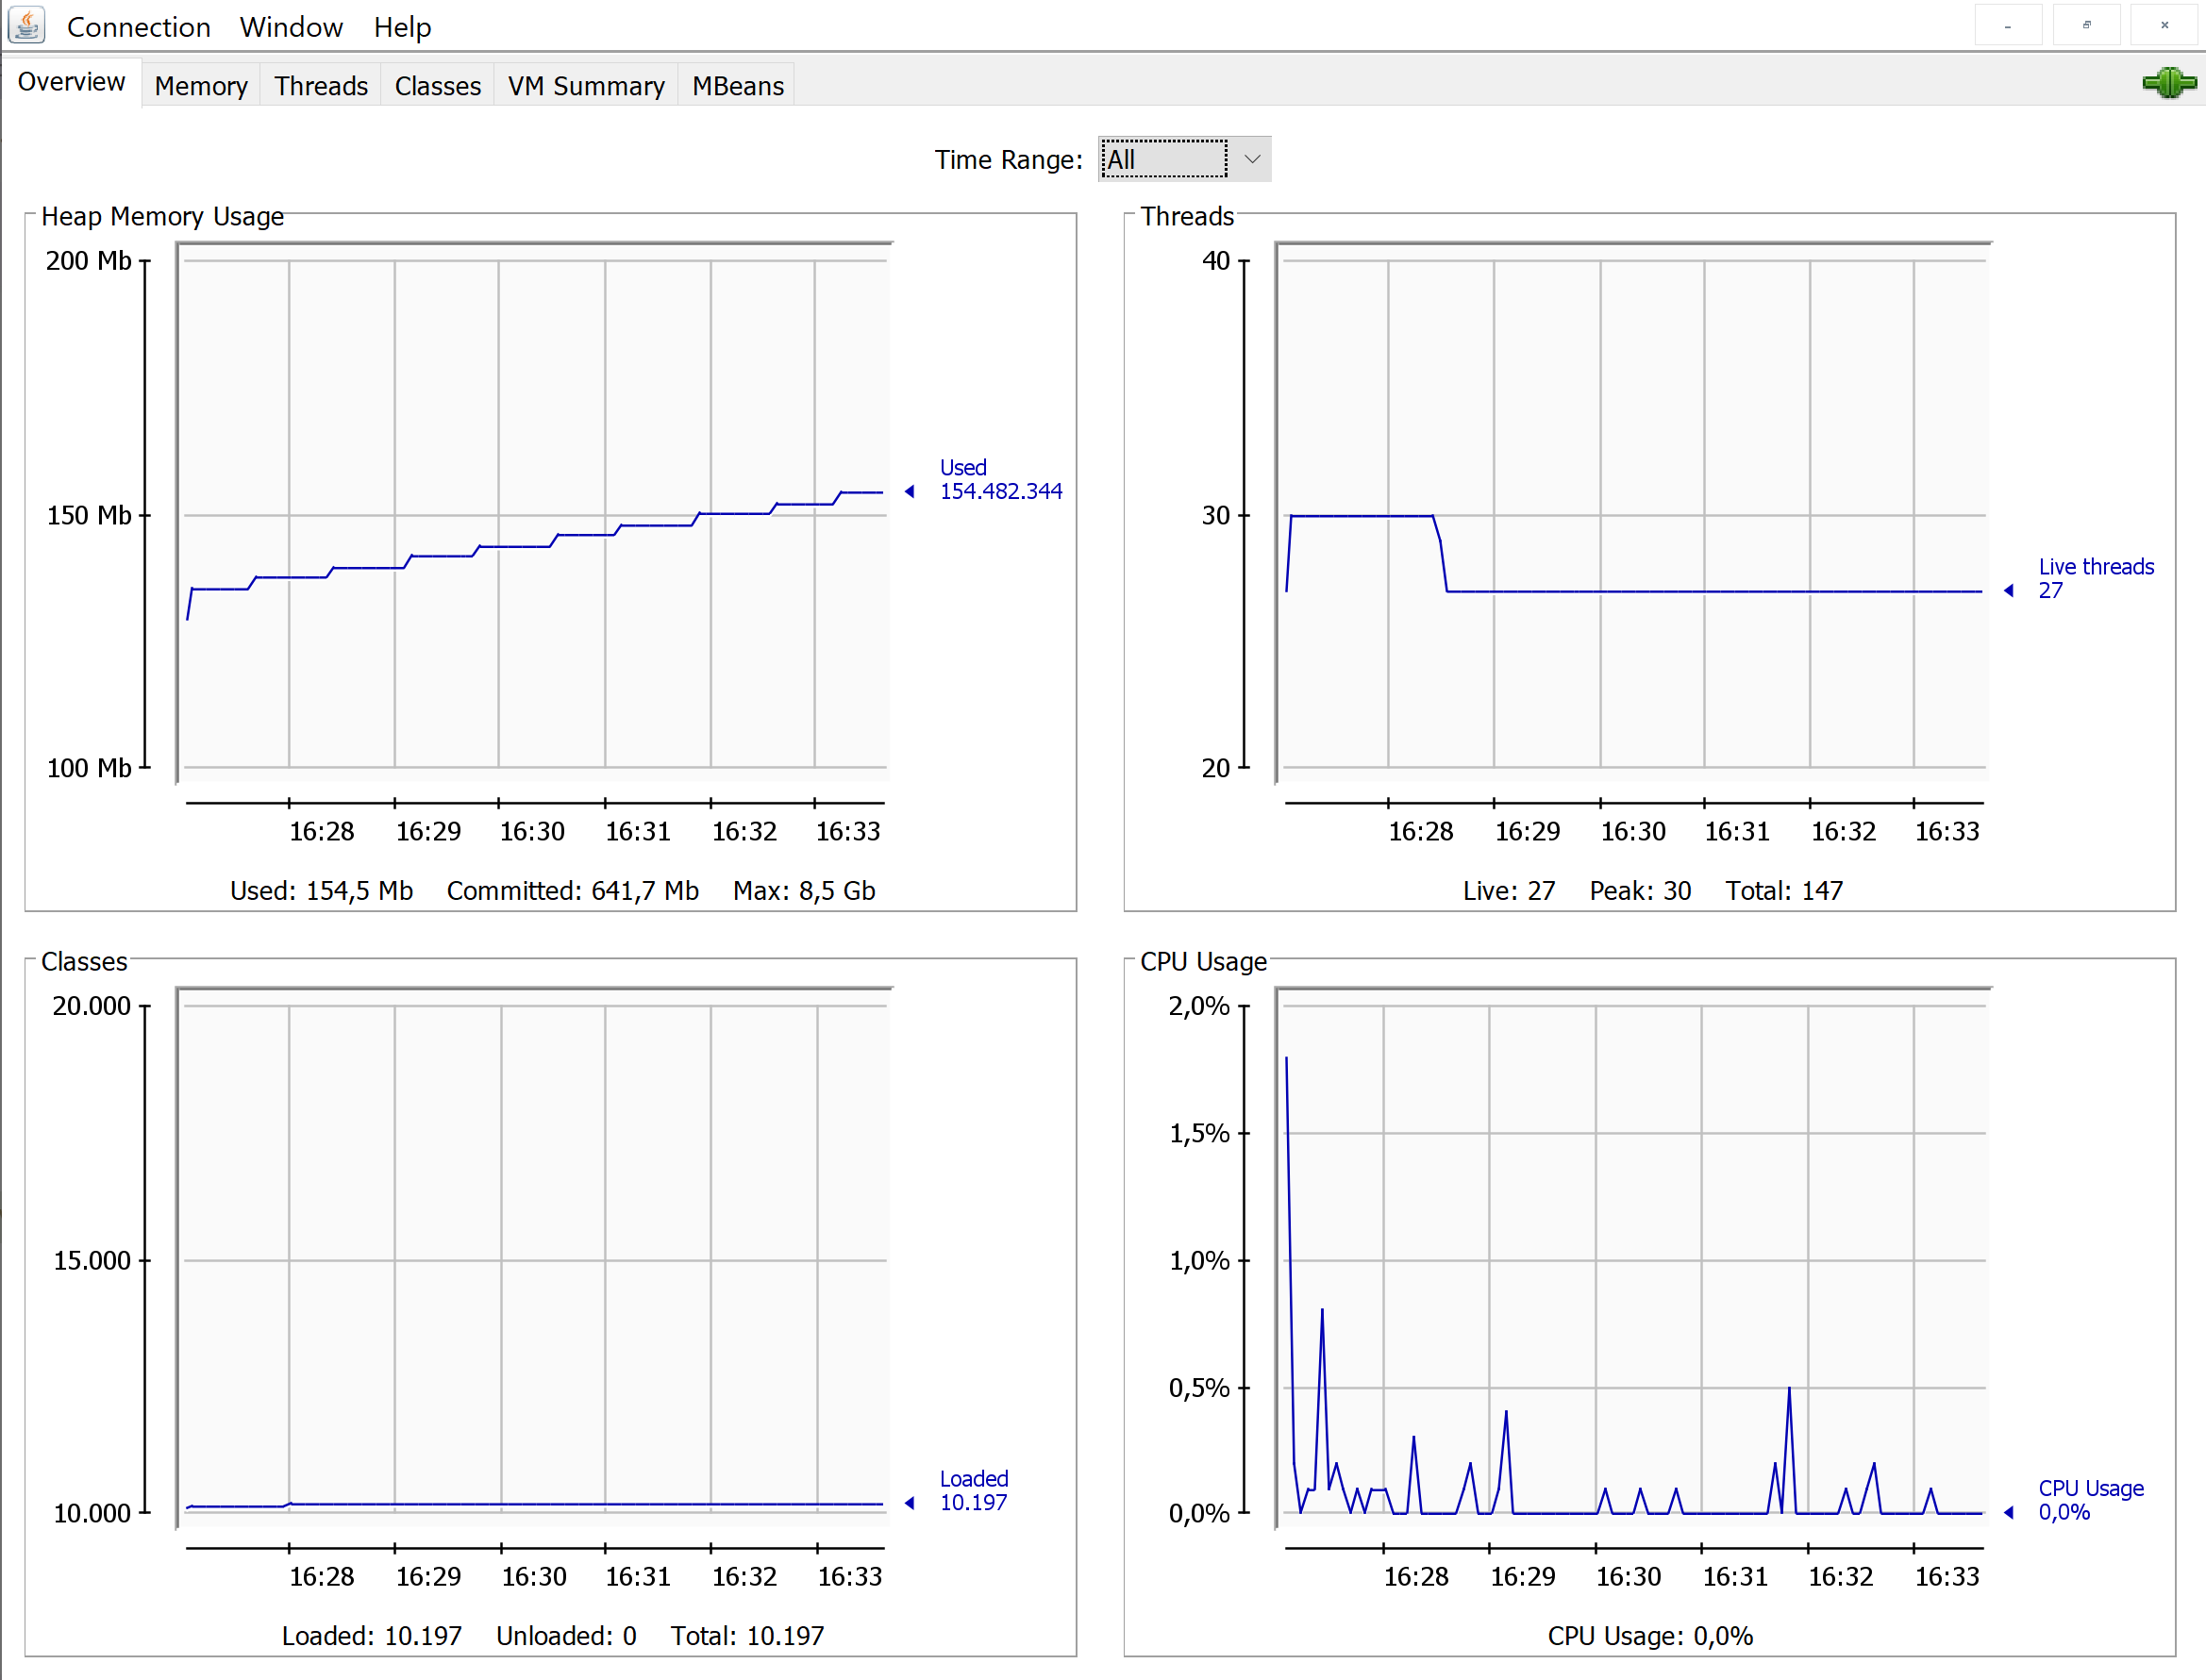 Connection Window Help
Overview Memory Threads Classes VM Summary MBeans
Time Range: All
Heap Memory Usage
200 Mb
150 Mb
100 Mb
Used
154.482.344
16:28 16:29 16:30 16:31 16:32 16:33
Used: 154,5 Mb Committed: 641,7 Mb Max: 8,5 Gb
Threads
40
30
20
Live threads
27
16:28 16:29 16:30 16:31 16:32 16:33
Live: 27 Peak: 30 Total: 147
Classes
20.000
15.000
10.000
Loaded
10.197
16:28 16:29 16:30 16:31 16:32 16:33
Loaded: 10.197 Unloaded: 0 Total: 10.197
CPU Usage
2,0%
1,5%
1,0%
0,5%
0,0%
CPU Usage
0,0%
16:28 16:29 16:30 16:31 16:32 16:33
CPU Usage: 0,0%